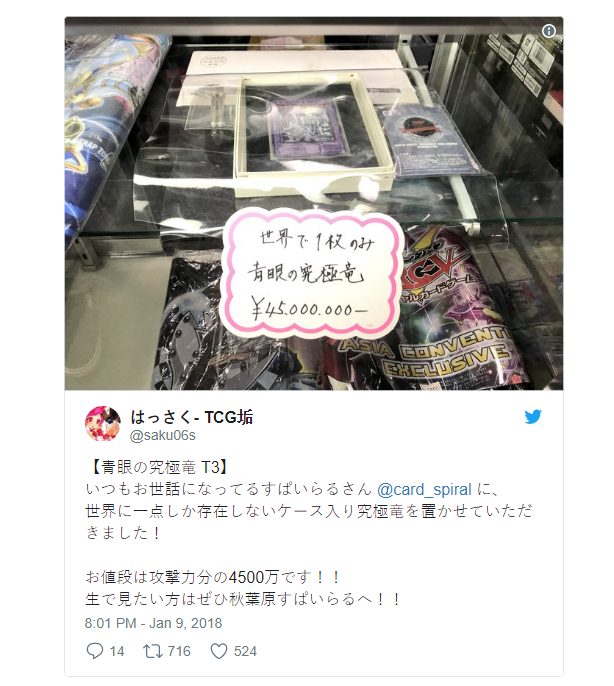 世界で1枚のみ
青眼の究極竜
¥45.000.000-
ASIA CONVENT
EXCLUSIVE
はっさく- TCG垢
@saku06s
【青眼の究極竜 T3】
いつもお世話になってるすぱいらるさん @card_spiral に、
世界に一点しか存在しないケース入り究極竜を置かせていただ
きました！
お値段は攻撃力分の4500万です！！
生で見たい方はぜひ秋葉原すぱいらるへ！！
8:01 PM - Jan 9, 2018
14 716 524